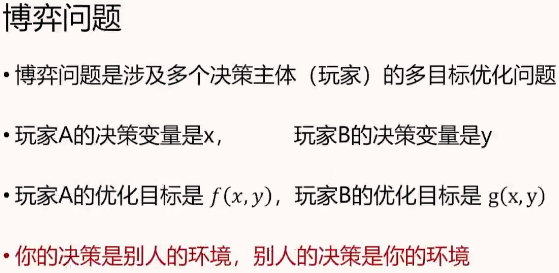 博弈问题
•博弈问题是涉及多个决策主体（玩家）的多目标优化问题
•玩家A的决策变量是x， 玩家B的决策变量是y
•玩家A的优化目标是 f(x,y)，玩家B的优化目标是 g(x,y)
•你的决策是别人的环境，别人的决策是你的环境